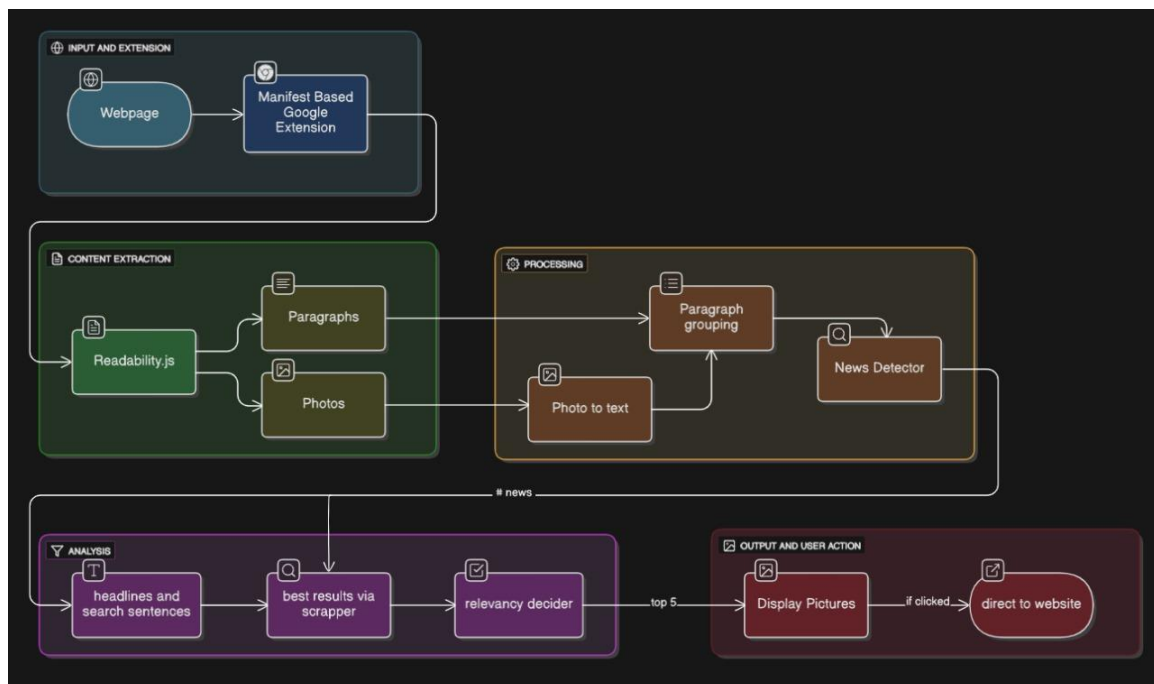 INPUT AND EXTENSION
Webpage
Manifest Based
Google
Extension
CONTENT EXTRACTION
Readability.js
Paragraphs
Photos
PROCESSING
Paragraph
grouping
Photo to text
News Detector
# news
ANALYSIS
T
headlines and
search sentences
best results via
scrapper
relevancy decider
top 5
OUTPUT AND USER ACTION
Display Pictures
if clicked
direct to website